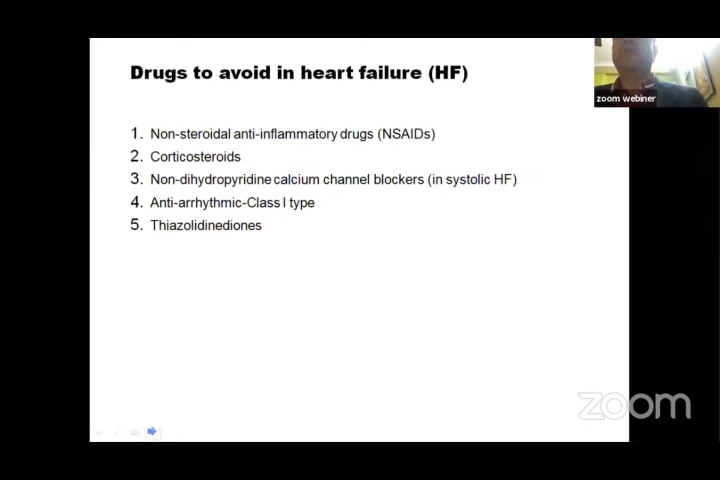 Drugs to avoid in heart failure (HF)
zoom webiner
1. Non-steroidal anti-inflammatory drugs (NSAIDs)
2. Corticosteroids
3. Non-dihydropyridine calcium channel blockers (in systolic HF)
4. Anti-arrhythmic-Class I type
5. Thiazolidinediones
zoom